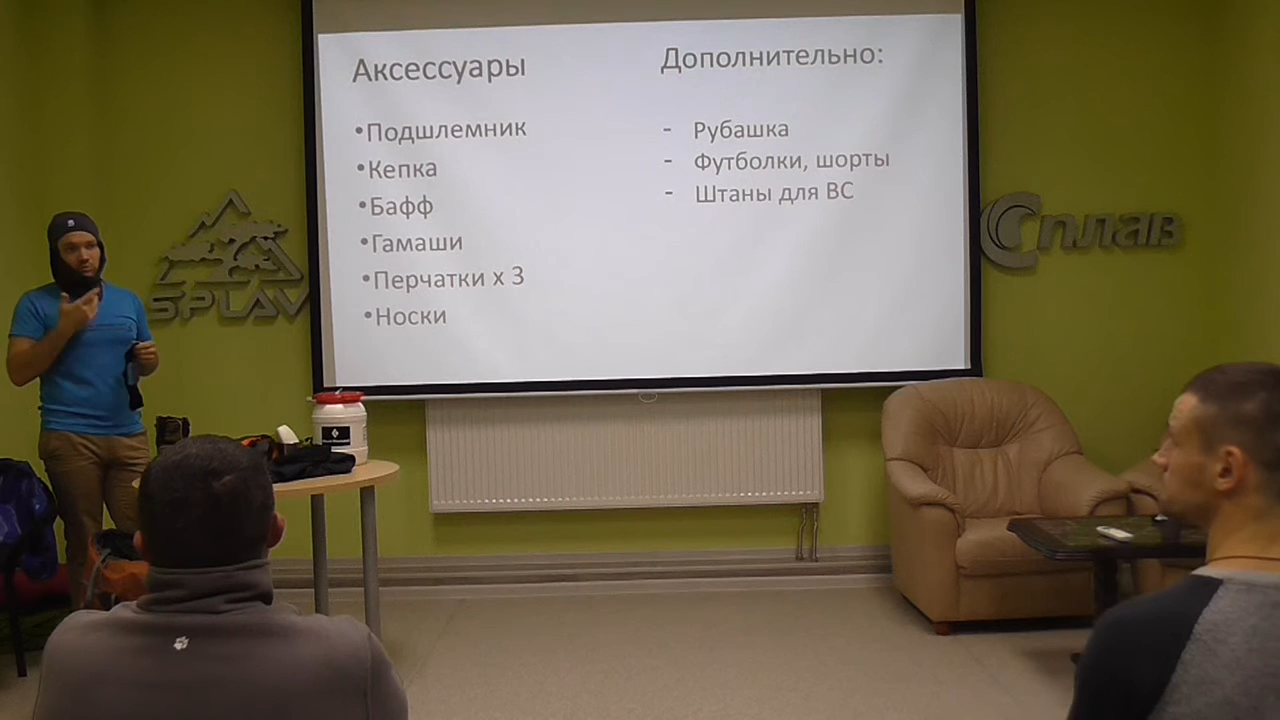 Аксессуары
•Подшлемник
•Кепка
•Бафф
•Гамаши
•Перчатки х 3
•Носки
Дополнительно:
- Рубашка
- Футболки, шорты
- Штаны для ВС
SPLAV
Сплав